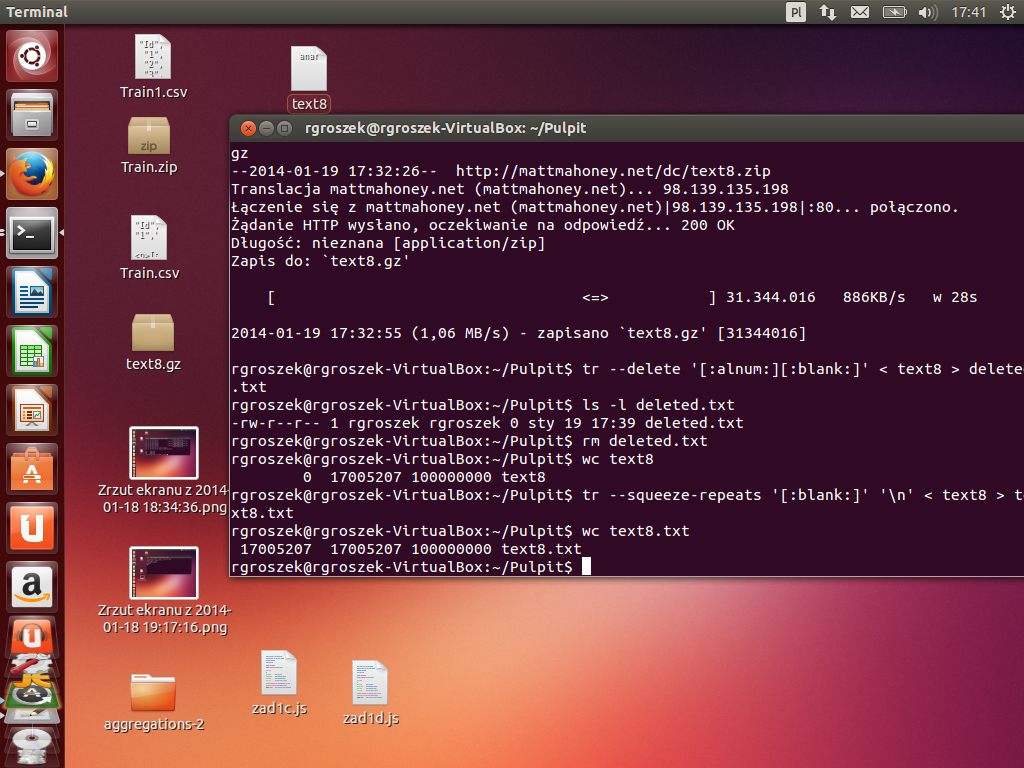 Terminal
Pl
17:41
"Id",
"1",
"2",
"3",
Train1.csv
anar
text8
zip
Train.zip
"Id",
"1",'
Train.csv
text8.gz
Zrzut ekranu z 2014-
01-18 18:34:36.png
Zrzut ekranu z 2014-
01-18 19:17:16.png
aggregations-2
zad1c.js
zad1d.js
rgroszek@rgroszek-VirtualBox: ~/Pulpit
gz
--2014-01-19 17:32:26-- http://mattmahoney.net/dc/text8.zip
Translacja mattmahoney.net (mattmahoney.net)... 98.139.135.198
Łączenie się z mattmahoney.net (mattmahoney.net)|98.139.135.198|:80... połączono.
Żądanie HTTP wysłano, oczekiwanie na odpowiedź... 200 OK
Długość: nieznana [application/zip]
Zapis do: `text8.gz'
[ <=> ] 31.344.016 886KB/s w 28s
2014-01-19 17:32:55 (1,06 MB/s) - zapisano `text8.gz' [31344016]
rgroszek@rgroszek-VirtualBox:~/Pulpit$ tr --delete '[:alnum:][:blank:]' < text8 > deleted
.txt
rgroszek@rgroszek-VirtualBox:~/Pulpit$ ls -l deleted.txt
-rw-r--r-- 1 rgroszek rgroszek 0 sty 19 17:39 deleted.txt
rgroszek@rgroszek-VirtualBox:~/Pulpit$ rm deleted.txt
rgroszek@rgroszek-VirtualBox:~/Pulpit$ wc text8
0 17005207 100000000 text8
rgroszek@rgroszek-VirtualBox:~/Pulpit$ tr --squeeze-repeats '[:blank:]' '\n' < text8 > te
xt8.txt
rgroszek@rgroszek-VirtualBox:~/Pulpit$ wc text8.txt
17005207 17005207 100000000 text8.txt
rgroszek@rgroszek-VirtualBox:~/Pulpit$